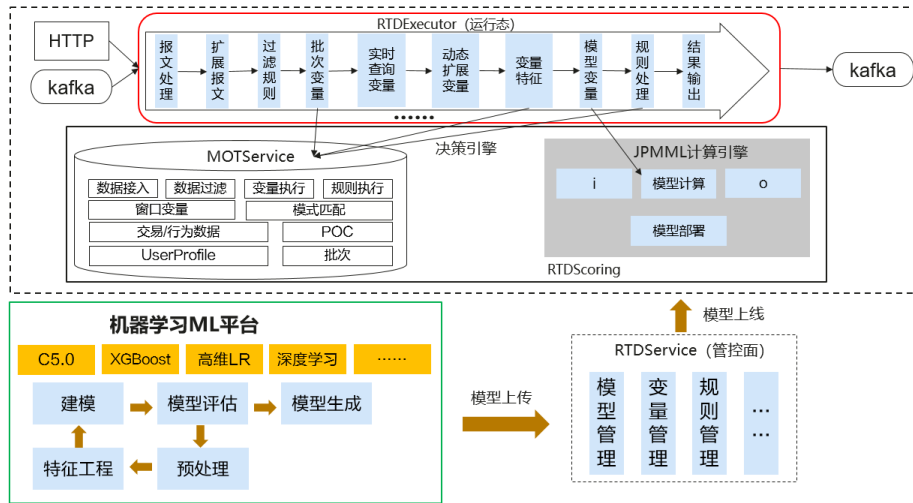 RTDExecutor（运行态）
HTTP
kafka
报文处理
扩展报文
过滤规则
批次变量
实时查询变量
动态扩展变量
变量特征
模型变量
规则处理
结果输出
kafka
……
决策引擎
MOTService
数据接入
数据过滤
变量执行
规则执行
窗口变量
模式匹配
交易/行为数据
POC
UserProfile
批次
JPMML计算引擎
i
模型计算
o
模型部署
RTDScoring
机器学习ML平台
C5.0
XGBoost
高维LR
深度学习
……
建模
模型评估
模型生成
特征工程
预处理
模型上传
模型上线
RTDService（管控面）
模型管理
变量管理
规则管理
……